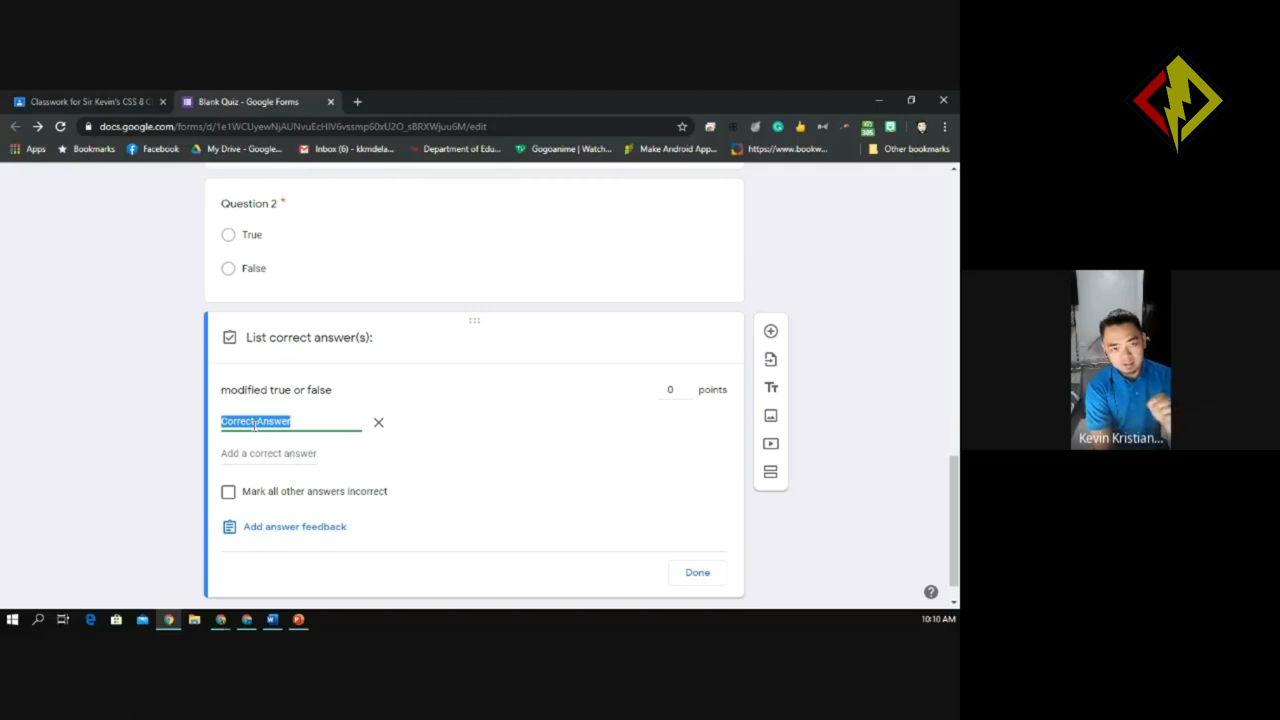 Classwork for Sir Kevin's CSS 8 C
Blank Quiz - Google Forms
docs.google.com/forms/d/1e1WCUyewNjAUNvuEcHlV6vssmp60xU2O_sBRXWjuu6M/edit
Apps
Bookmarks
Facebook
My Drive - Google...
Inbox (6) - kkmdela...
Department of Edu...
Gogoanime | Watch...
Make Android App...
https://www.bookw...
Other bookmarks
Question 2 *
True
False
List correct answer(s):
modified true or false
0 points
Correct Answer
Add a correct answer
Mark all other answers incorrect
Add answer feedback
Done
Kevin Kristian...
10:10 AM